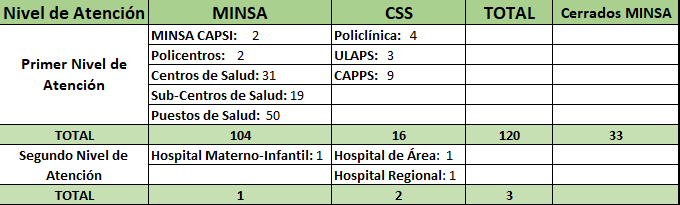 Nivel de Atención MINSA CSS TOTAL Cerrados MINSA
MINSA CAPSI: 2 Policlínica: 4
Policentros: 2 ULAPS: 3
Primer Nivel de Atención Centros de Salud: 31 CAPPS: 9
Sub-Centros de Salud: 19
Puestos de Salud: 50
TOTAL 104 16 120 33
Segundo Nivel de Atención Hospital Materno-Infantil: 1 Hospital de Área: 1
Hospital Regional: 1
TOTAL 1 2 3